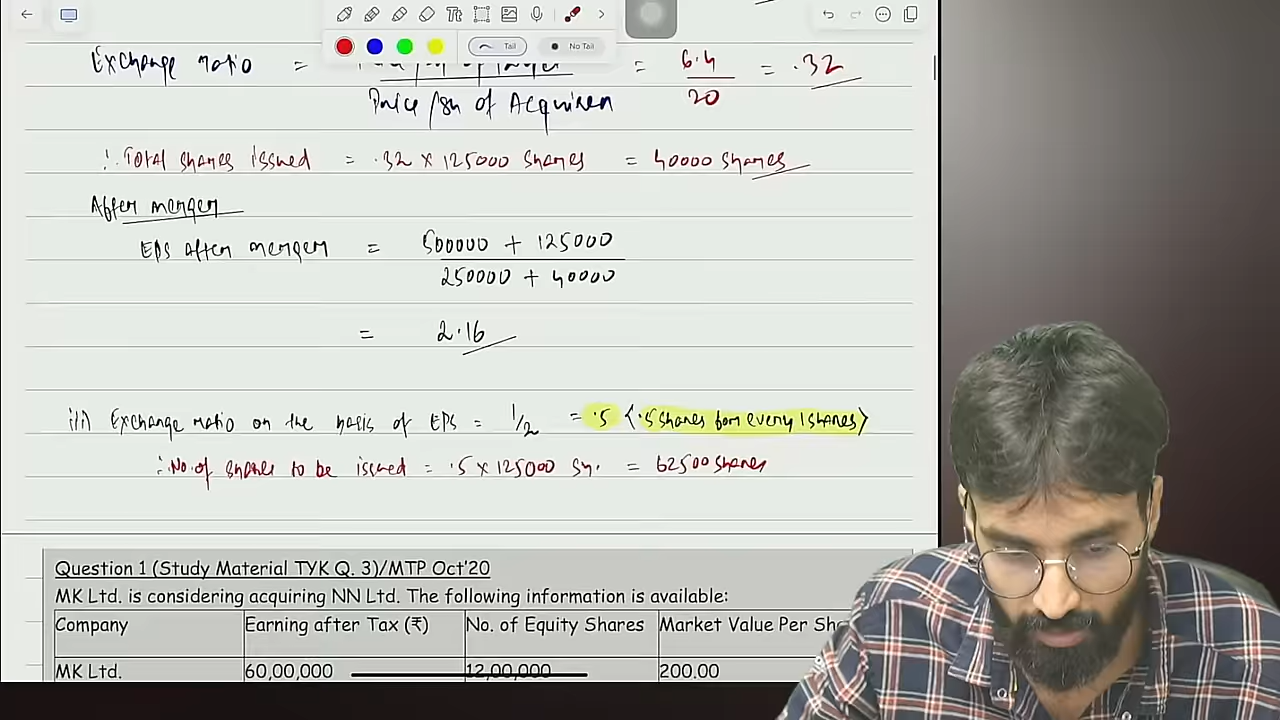 Tt
Tail
No Tail
Exchange ratio = = 6.4 / 20 = .32
Price/sh of Acquirer
∴ Total shares issued = .32 × 125000 shares = 40000 shares
After merger
EPS after merger = 500000 + 125000
250000 + 40000
= 2.16
iii) Exchange ratio on the basis of EPS = 1/2 = .5 (.5 shares for every 1 shares)
∴ No. of shares to be issued = .5 × 125000 sh. = 62500 shares
Question 1 (Study Material TYK Q. 3)/MTP Oct'20
MK Ltd. is considering acquiring NN Ltd. The following information is available:
Company Earning after Tax (₹) No. of Equity Shares Market Value Per
MK Ltd. 60,00,000 12,00,000 200.00